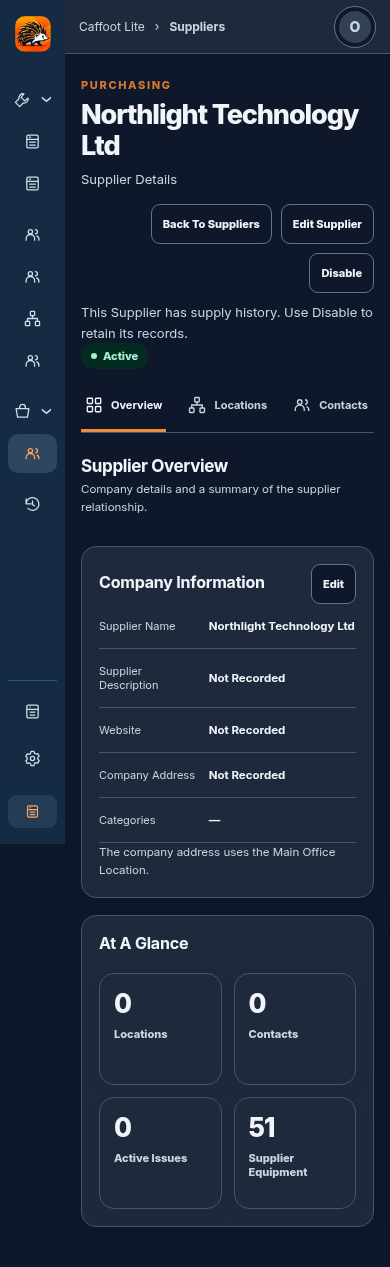 Caffoot Lite › Suppliers
O
PURCHASING
Northlight Technology
Ltd
Supplier Details
Back To Suppliers
Edit Supplier
Disable
This Supplier has supply history. Use Disable to
retain its records.
Active
Overview
Locations
Contacts
Supplier Overview
Company details and a summary of the supplier
relationship.
Company Information
Edit
Supplier Name Northlight Technology Ltd
Supplier
Description
Not Recorded
Website Not Recorded
Company Address Not Recorded
Categories —
The company address uses the Main Office
Location.
At A Glance
0
Locations
0
Contacts
0
Active Issues
51
Supplier
Equipment